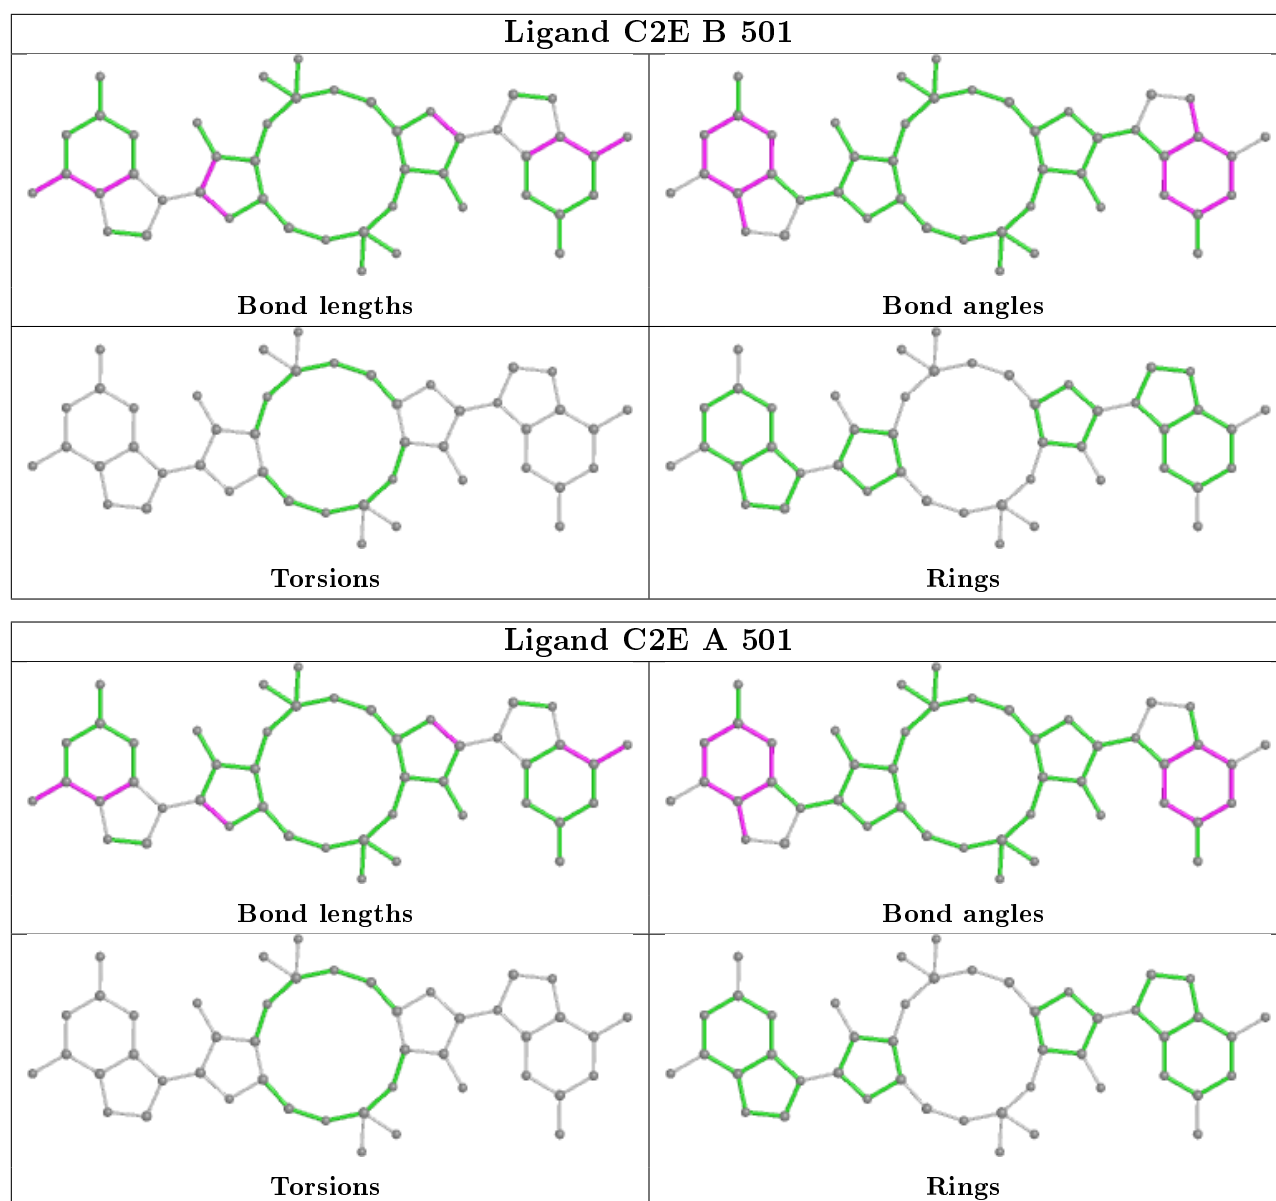 Ligand C2E B 501
Bond lengths
Bond angles
Torsions
Rings
Ligand C2E A 501
Bond lengths
Bond angles
Torsions
Rings